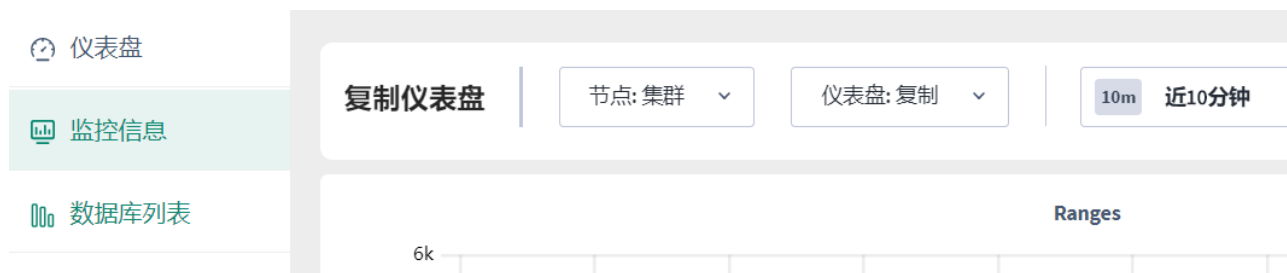 仪表盘
监控信息
数据库列表
复制仪表盘
节点: 集群
仪表盘: 复制
10m 近10分钟
Ranges
6k